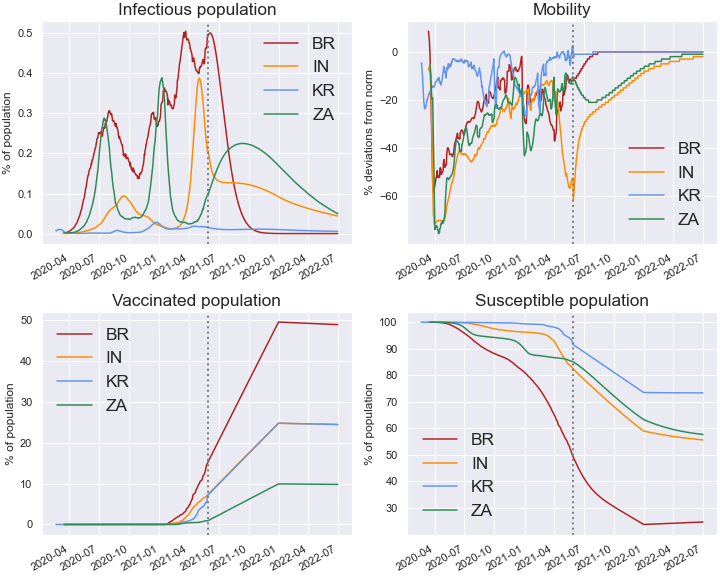 Infectious population
% of population
0.5
0.4
0.3
0.2
0.1
0.0
BR
IN
KR
ZA
2020-04 2020-07 2020-10 2021-01 2021-04 2021-07 2021-10 2022-01 2022-04 2022-07
Mobility
% deviations from norm
0
−20
−40
−60
BR
IN
KR
ZA
2020-04 2020-07 2020-10 2021-01 2021-04 2021-07 2021-10 2022-01 2022-04 2022-07
Vaccinated population
% of population
50
40
30
20
10
0
BR
IN
KR
ZA
2020-04 2020-07 2020-10 2021-01 2021-04 2021-07 2021-10 2022-01 2022-04 2022-07
Susceptible population
% of population
100
90
80
70
60
50
40
30
BR
IN
KR
ZA
2020-04 2020-07 2020-10 2021-01 2021-04 2021-07 2021-10 2022-01 2022-04 2022-07